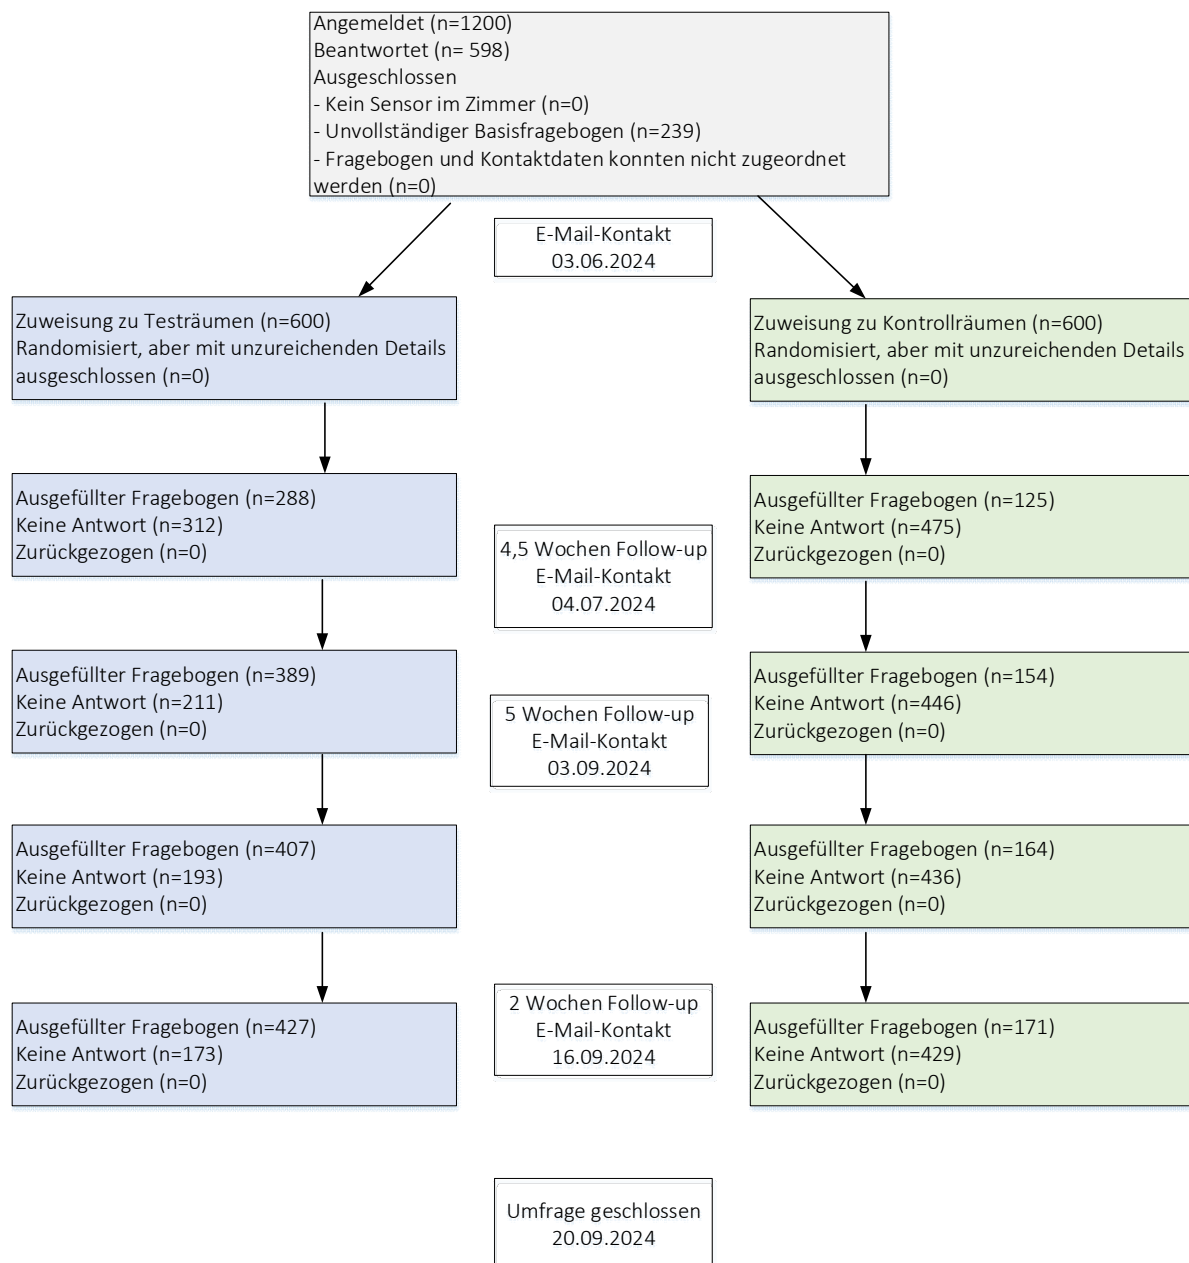 Angemeldet (n=1200)
Beantwortet (n= 598)
Ausgeschlossen
- Kein Sensor im Zimmer (n=0)
- Unvollständiger Basisfragebogen (n=239)
- Fragebogen und Kontaktdaten konnten nicht zugeordnet
werden (n=0)
E-Mail-Kontakt
03.06.2024
Zuweisung zu Testräumen (n=600)
Randomisiert, aber mit unzureichenden Details
ausgeschlossen (n=0)
Zuweisung zu Kontrollräumen (n=600)
Randomisiert, aber mit unzureichenden Details
ausgeschlossen (n=0)
Ausgefüllter Fragebogen (n=288)
Keine Antwort (n=312)
Zurückgezogen (n=0)
Ausgefüllter Fragebogen (n=125)
Keine Antwort (n=475)
Zurückgezogen (n=0)
4,5 Wochen Follow-up
E-Mail-Kontakt
04.07.2024
Ausgefüllter Fragebogen (n=389)
Keine Antwort (n=211)
Zurückgezogen (n=0)
Ausgefüllter Fragebogen (n=154)
Keine Antwort (n=446)
Zurückgezogen (n=0)
5 Wochen Follow-up
E-Mail-Kontakt
03.09.2024
Ausgefüllter Fragebogen (n=407)
Keine Antwort (n=193)
Zurückgezogen (n=0)
Ausgefüllter Fragebogen (n=164)
Keine Antwort (n=436)
Zurückgezogen (n=0)
2 Wochen Follow-up
E-Mail-Kontakt
16.09.2024
Ausgefüllter Fragebogen (n=427)
Keine Antwort (n=173)
Zurückgezogen (n=0)
Ausgefüllter Fragebogen (n=171)
Keine Antwort (n=429)
Zurückgezogen (n=0)
Umfrage geschlossen
20.09.2024